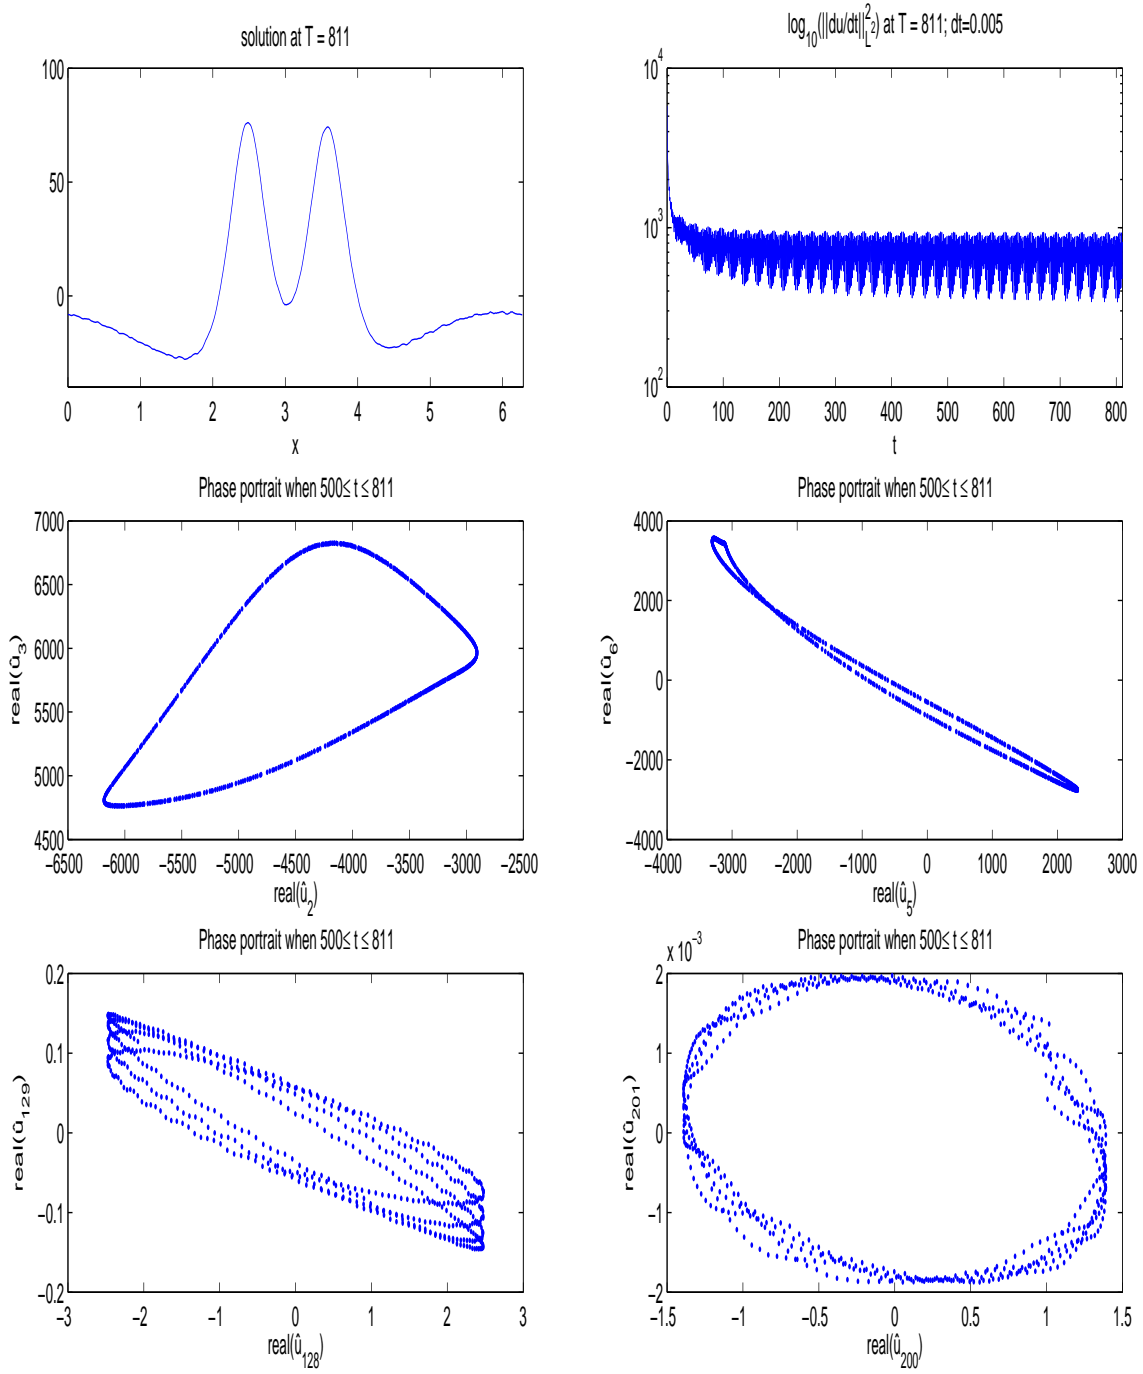 solution at T = 811
100
50
0
0 1 2 3 4 5 6
x
log₁₀(||du/dt||²_L²) at T = 811; dt=0.005
10⁴
10³
10²
0 100 200 300 400 500 600 700 800
t
Phase portrait when 500≤ t ≤ 811
7000
6500
6000
5500
5000
4500
real(û₃)
−6500 −6000 −5500 −5000 −4500 −4000 −3500 −3000 −2500
real(û₂)
Phase portrait when 500≤ t ≤ 811
4000
2000
0
−2000
−4000
real(û₆)
−4000 −3000 −2000 −1000 0 1000 2000 3000
real(û₅)
Phase portrait when 500≤ t ≤ 811
0.2
0.1
0
−0.1
−0.2
real(û₁₂₉)
−3 −2 −1 0 1 2 3
real(û₁₂₈)
Phase portrait when 500≤ t ≤ 811
x 10⁻³
2
1
0
−1
−2
real(û₂₀₁)
−1.5 −1 −0.5 0 0.5 1 1.5
real(û₂₀₀)